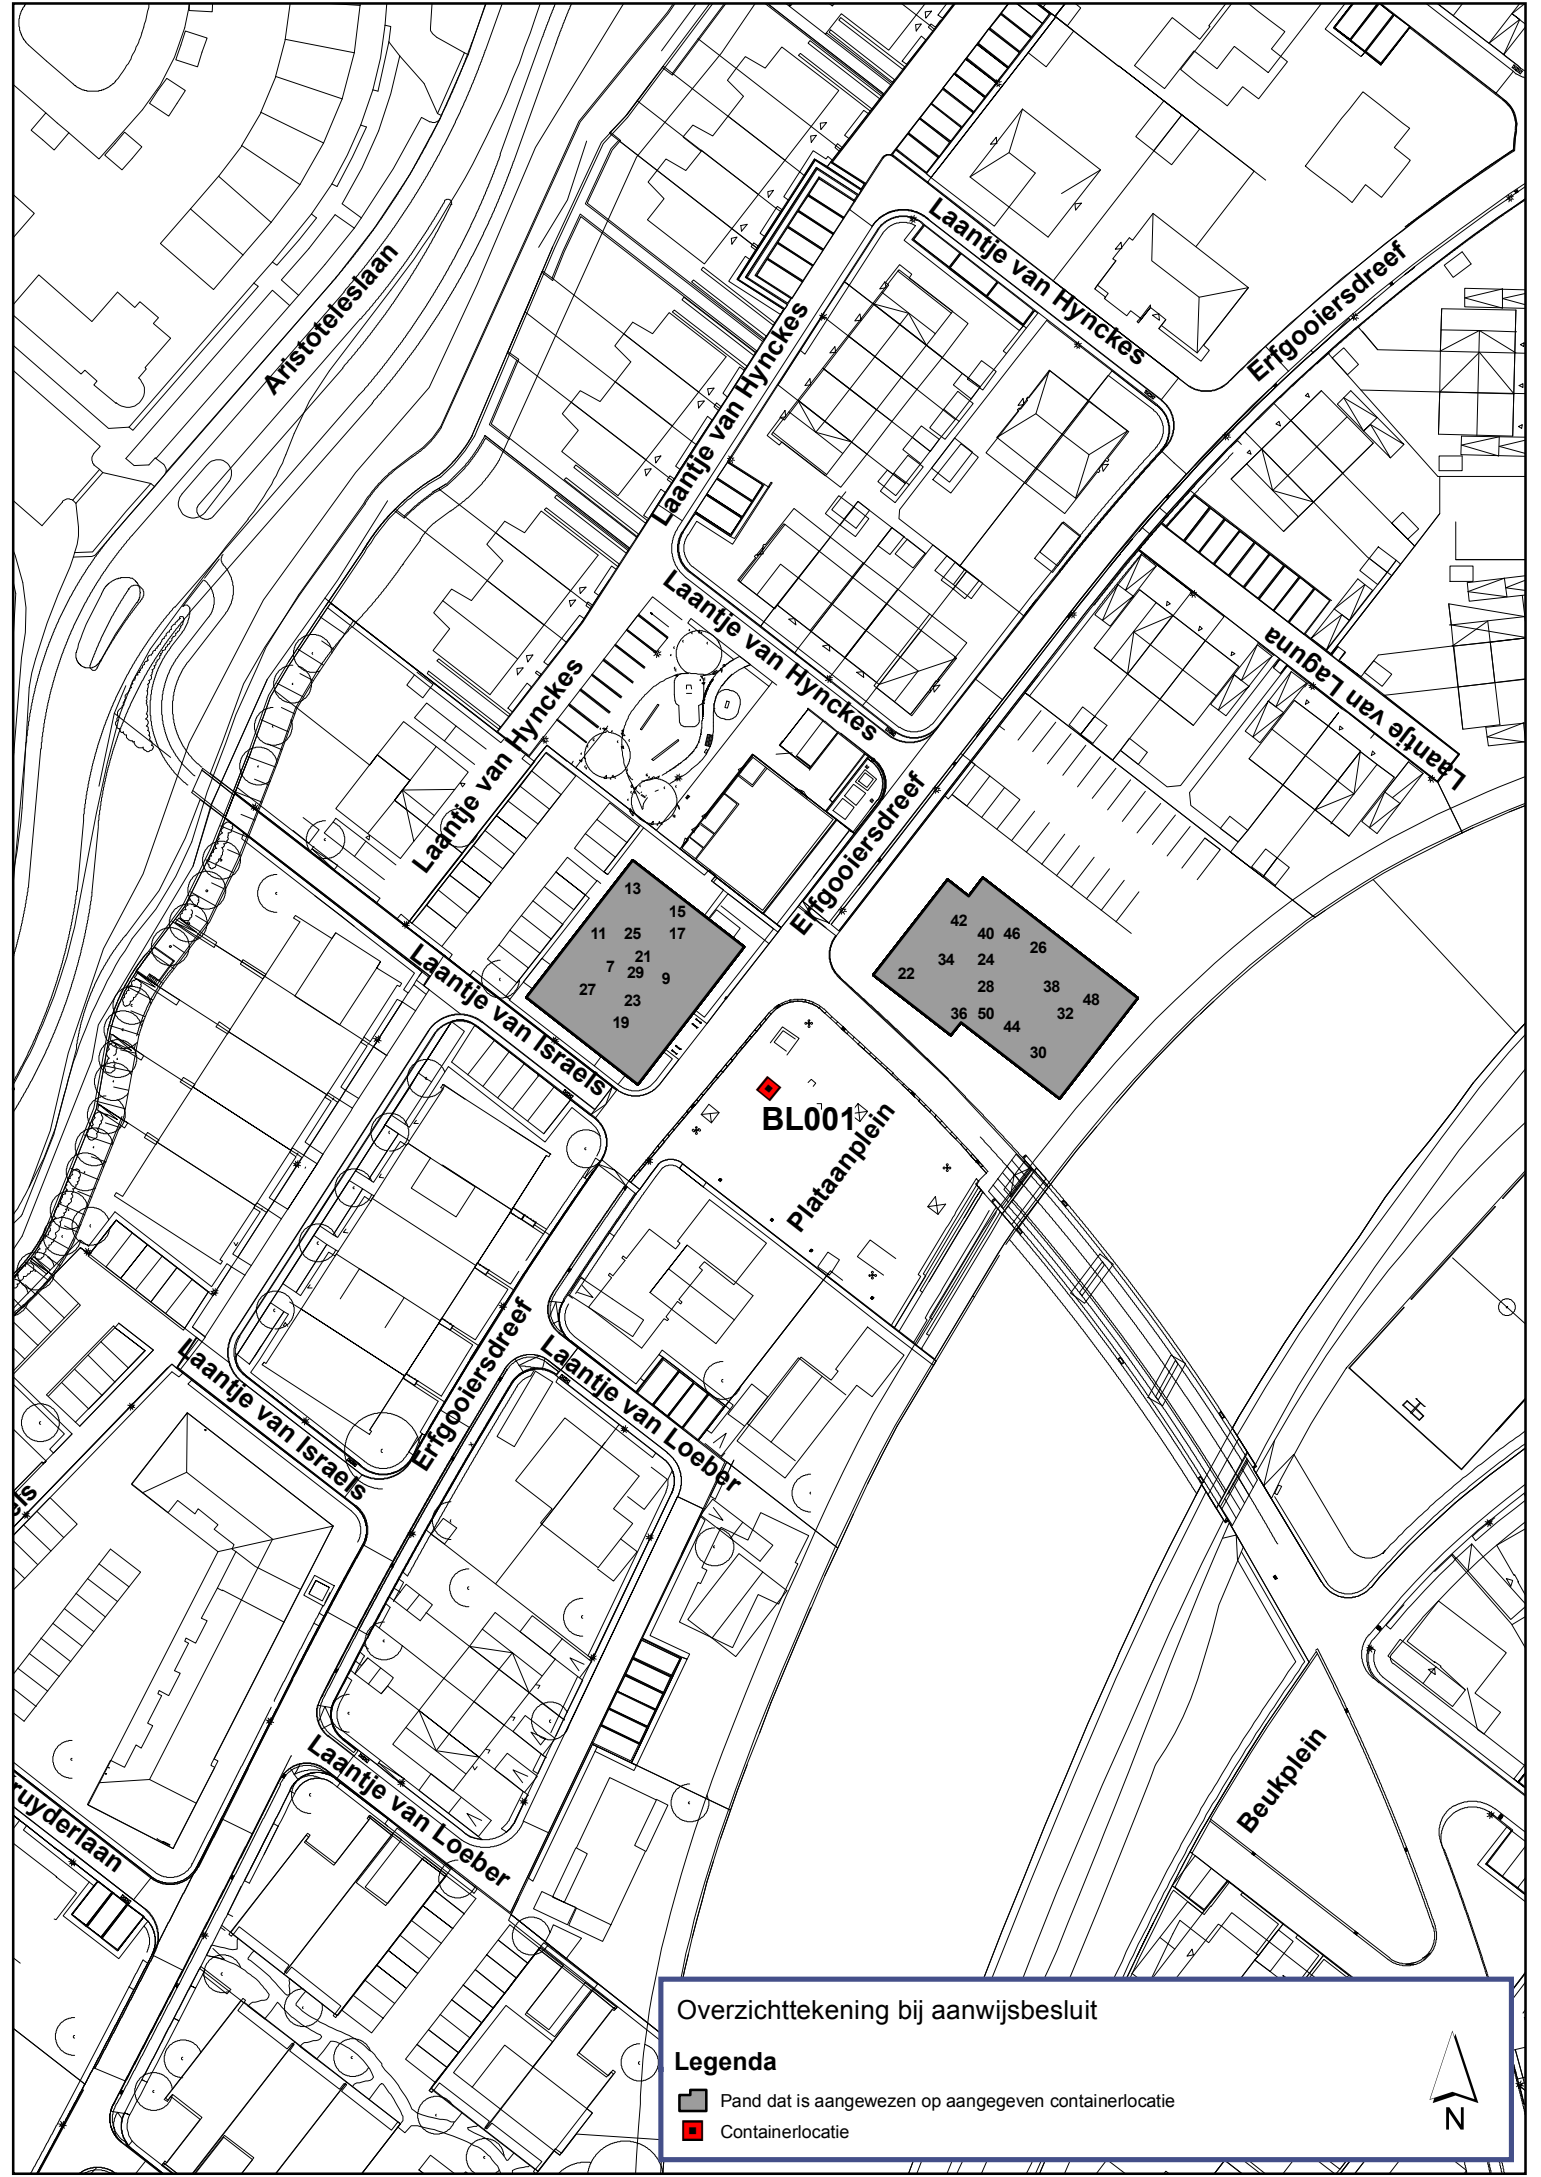 Aristoteleslaan
Laantje van Hynckes
Erfgooiersdreef
Laantje van Hynckes
Laantje van Hynckes
Laantje van Laguna
Laantje van Hynckes
Erfgooiersdreef
13
15
11 25 17
21
7 29 9
27
23
19
42
40 46
26
34 24
22
28 38
48
36 50 32
44
30
Laantje van Israels
BL001
Plataanplein
Erfgooiersdreef
Laantje van Loeber
Laantje van Israels
els
Beukplein
Laantje van Loeber
ruyderlaan
Overzichttekening bij aanwijsbesluit
Legenda
Pand dat is aangewezen op aangegeven containerlocatie
Containerlocatie
N